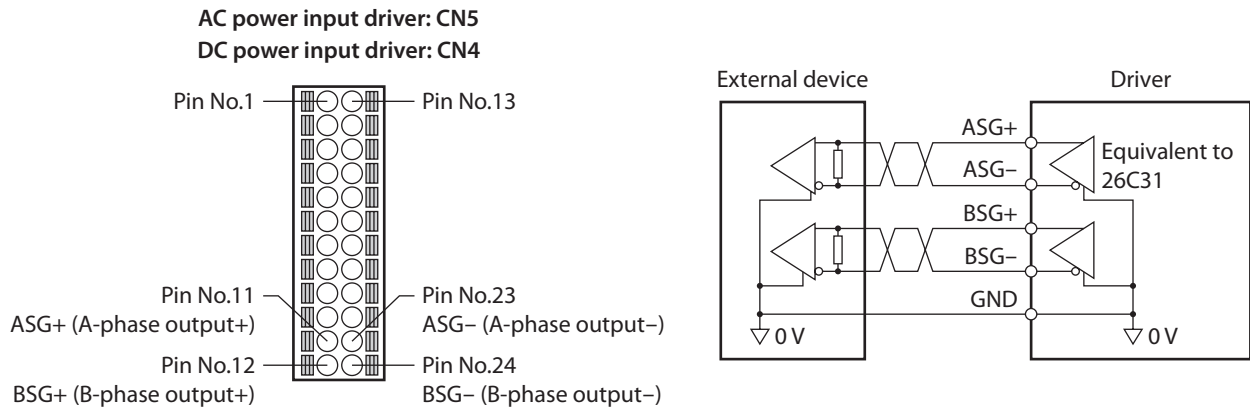 AC power input driver: CN5
DC power input driver: CN4
Pin No.1
Pin No.13
Pin No.11
ASG+ (A-phase output+)
Pin No.23
ASG– (A-phase output–)
Pin No.12
BSG+ (B-phase output+)
Pin No.24
BSG– (B-phase output–)
External device
Driver
ASG+
ASG–
Equivalent to
26C31
BSG+
BSG–
GND
0 V
0 V